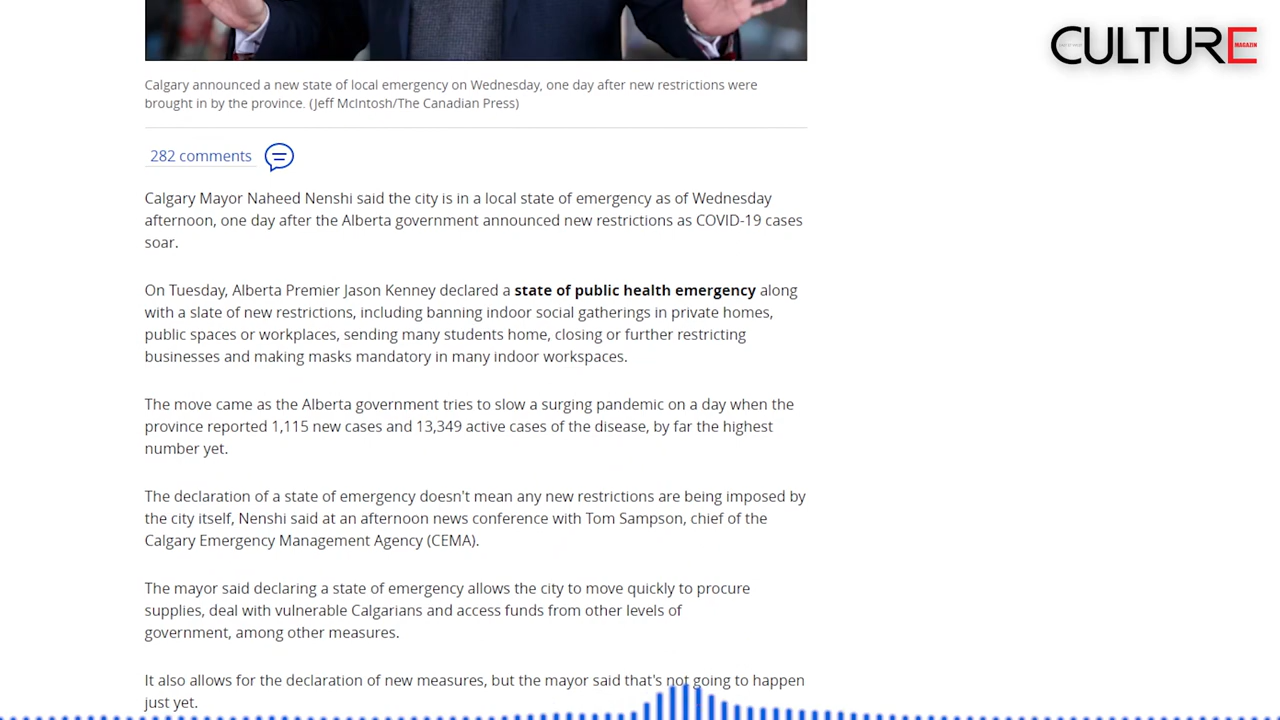 CULTURE
MAGAZIN
Calgary announced a new state of local emergency on Wednesday, one day after new restrictions were
brought in by the province. (Jeff McIntosh/The Canadian Press)
282 comments
Calgary Mayor Naheed Nenshi said the city is in a local state of emergency as of Wednesday
afternoon, one day after the Alberta government announced new restrictions as COVID-19 cases
soar.
On Tuesday, Alberta Premier Jason Kenney declared a state of public health emergency along
with a slate of new restrictions, including banning indoor social gatherings in private homes,
public spaces or workplaces, sending many students home, closing or further restricting
businesses and making masks mandatory in many indoor workspaces.
The move came as the Alberta government tries to slow a surging pandemic on a day when the
province reported 1,115 new cases and 13,349 active cases of the disease, by far the highest
number yet.
The declaration of a state of emergency doesn't mean any new restrictions are being imposed by
the city itself, Nenshi said at an afternoon news conference with Tom Sampson, chief of the
Calgary Emergency Management Agency (CEMA).
The mayor said declaring a state of emergency allows the city to move quickly to procure
supplies, deal with vulnerable Calgarians and access funds from other levels of
government, among other measures.
It also allows for the declaration of new measures, but the mayor said that's not going to happen
just yet.